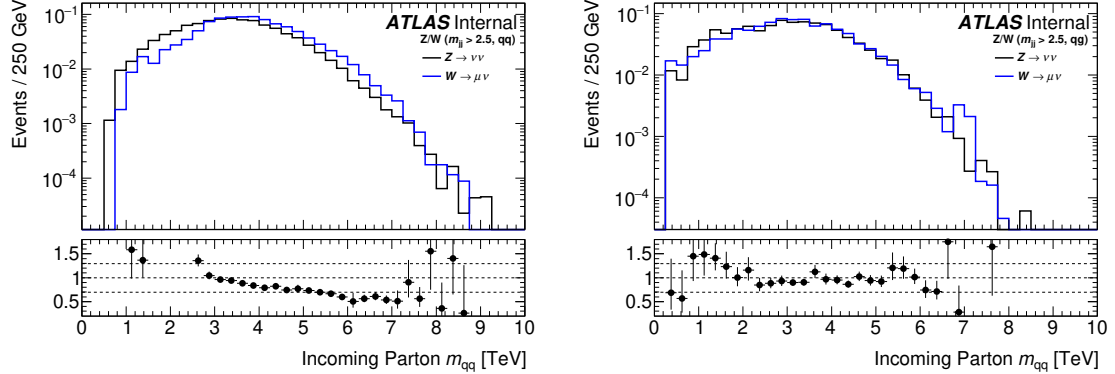 Events / 250 GeV
10⁻¹
10⁻²
10⁻³
10⁻⁴
ATLAS Internal
Z/W (m_jj > 2.5, qq)
Z → νν
W → μν
1.5
1
0.5
0 1 2 3 4 5 6 7 8 9 10
Incoming Parton m_qq [TeV]
Events / 250 GeV
10⁻¹
10⁻²
10⁻³
10⁻⁴
ATLAS Internal
Z/W (m_jj > 2.5, qg)
Z → νν
W → μν
1.5
1
0.5
0 1 2 3 4 5 6 7 8 9 10
Incoming Parton m_qq [TeV]